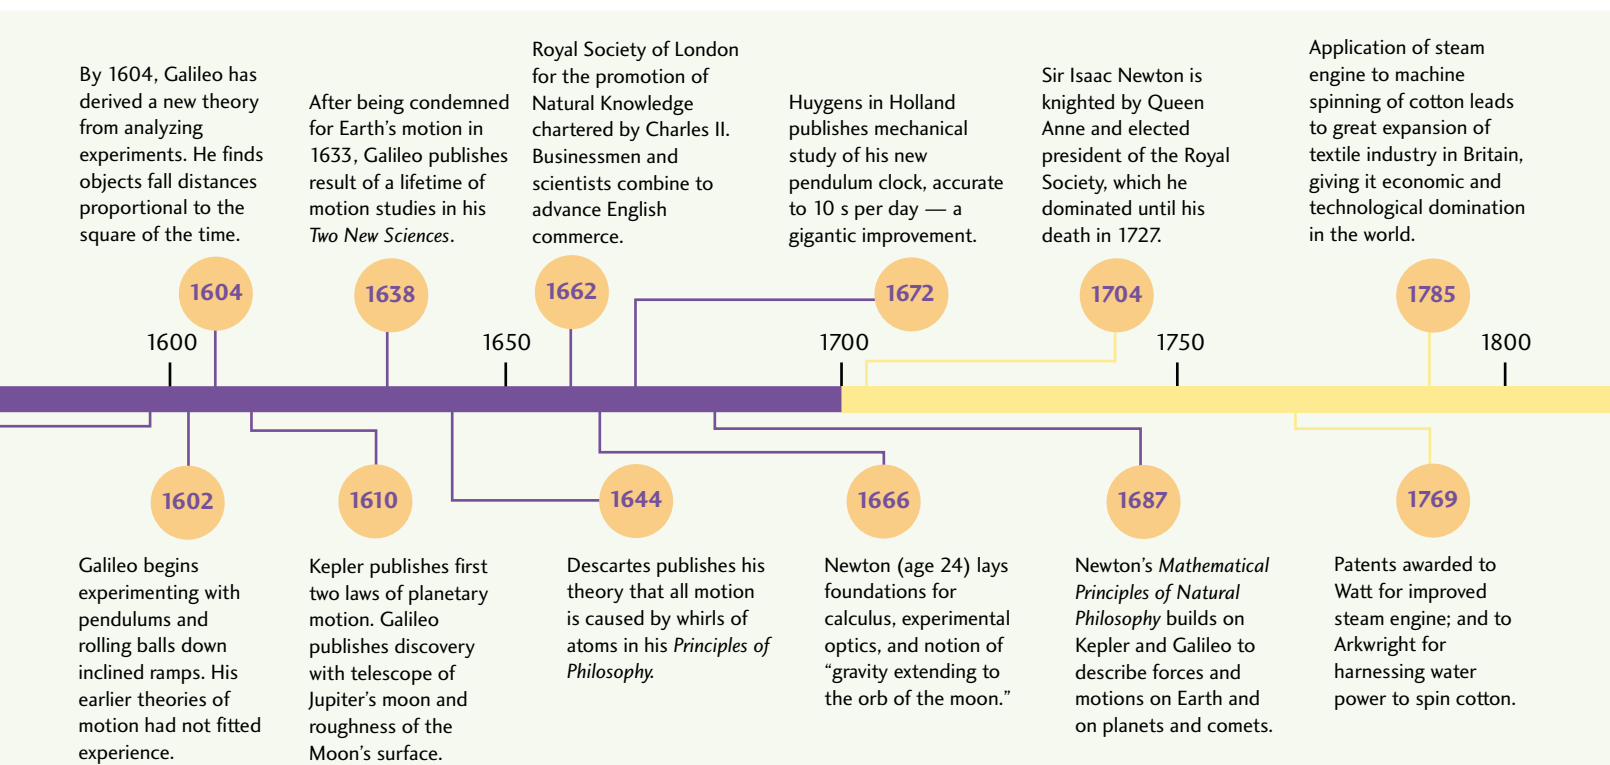 By 1604, Galileo has
derived a new theory
from analyzing
experiments. He finds
objects fall distances
proportional to the
square of the time.
After being condemned
for Earth's motion in
1633, Galileo publishes
result of a lifetime of
motion studies in his
Two New Sciences.
Royal Society of London
for the promotion of
Natural Knowledge
chartered by Charles II.
Businessmen and
scientists combine to
advance English
commerce.
Huygens in Holland
publishes mechanical
study of his new
pendulum clock, accurate
to 10 s per day — a
gigantic improvement.
Sir Isaac Newton is
knighted by Queen
Anne and elected
president of the Royal
Society, which he
dominated until his
death in 1727.
Application of steam
engine to machine
spinning of cotton leads
to great expansion of
textile industry in Britain,
giving it economic and
technological domination
in the world.
1604
1638
1662
1672
1704
1785
1600
1650
1700
1750
1800
1602
1610
1644
1666
1687
1769
Galileo begins
experimenting with
pendulums and
rolling balls down
inclined ramps. His
earlier theories of
motion had not fitted
experience.
Kepler publishes first
two laws of planetary
motion. Galileo
publishes discovery
with telescope of
Jupiter's moon and
roughness of the
Moon's surface.
Descartes publishes his
theory that all motion
is caused by whirls of
atoms in his Principles of
Philosophy.
Newton (age 24) lays
foundations for
calculus, experimental
optics, and notion of
“gravity extending to
the orb of the moon.”
Newton's Mathematical
Principles of Natural
Philosophy builds on
Kepler and Galileo to
describe forces and
motions on Earth and
on planets and comets.
Patents awarded to
Watt for improved
steam engine; and to
Arkwright for
harnessing water
power to spin cotton.